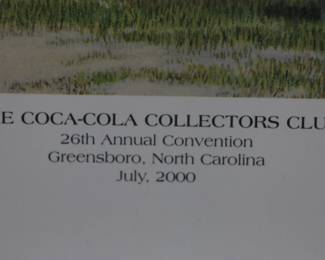 E COCA-COLA COLLECTORS CLU
26th Annual Convention
Greensboro, North Carolina
July, 2000